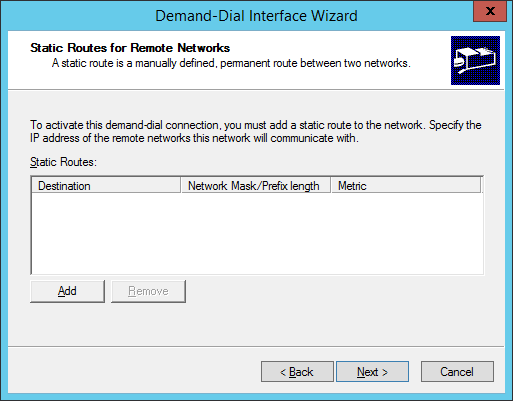 Demand-Dial Interface Wizard
x
Static Routes for Remote Networks
A static route is a manually defined, permanent route between two networks.
To activate this demand-dial connection, you must add a static route to the network. Specify the
IP address of the remote networks this network will communicate with.
Static Routes:
Destination Network Mask/Prefix length Metric
Add Remove
< Back Next > Cancel